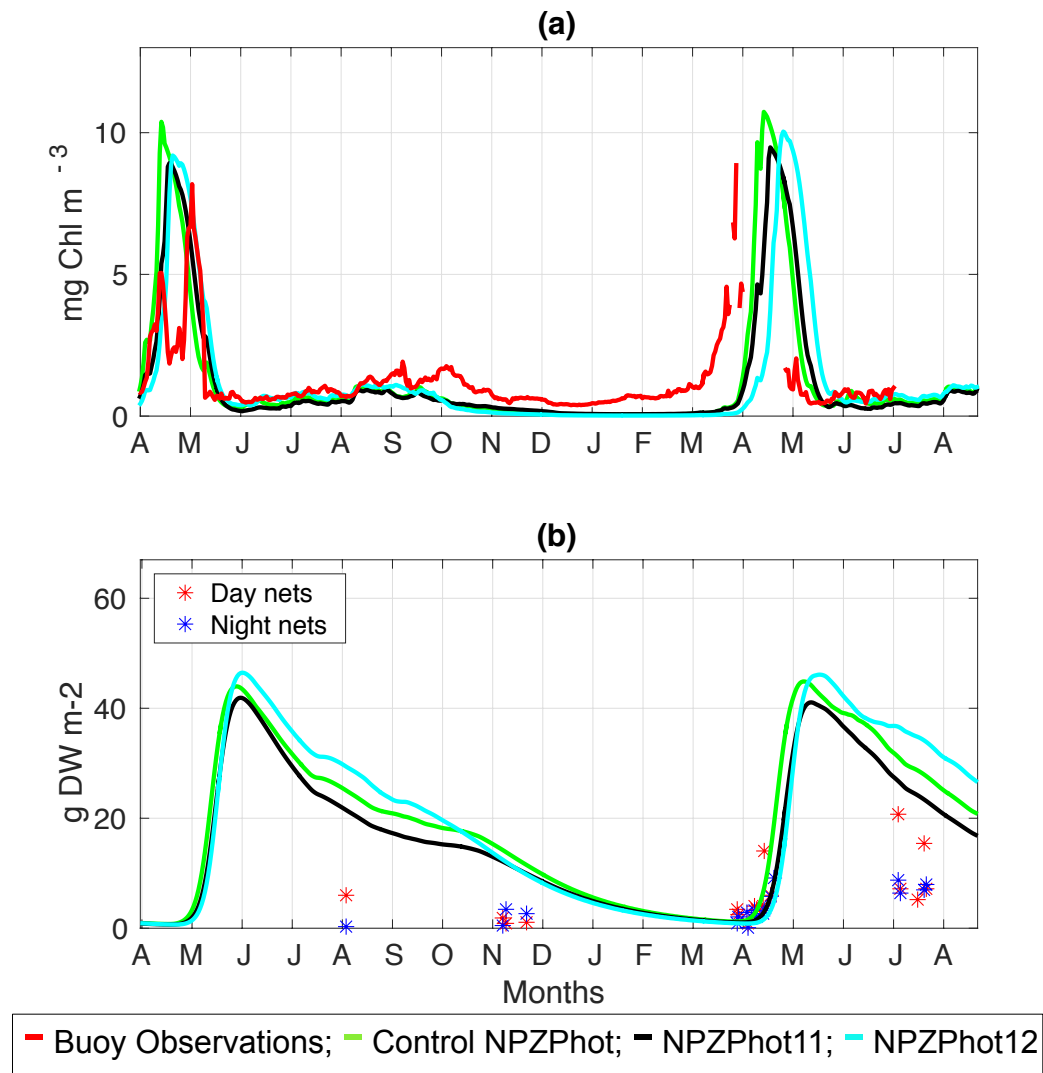 (a)
mg Chl m - 3
10
5
0
A M J J A S O N D J F M A M J J A
(b)
g DW m-2
60
40
20
0
Day nets
Night nets
A M J J A S O N D J F M A M J J A
Months
Buoy Observations; Control NPZPhot; NPZPhot11; NPZPhot12